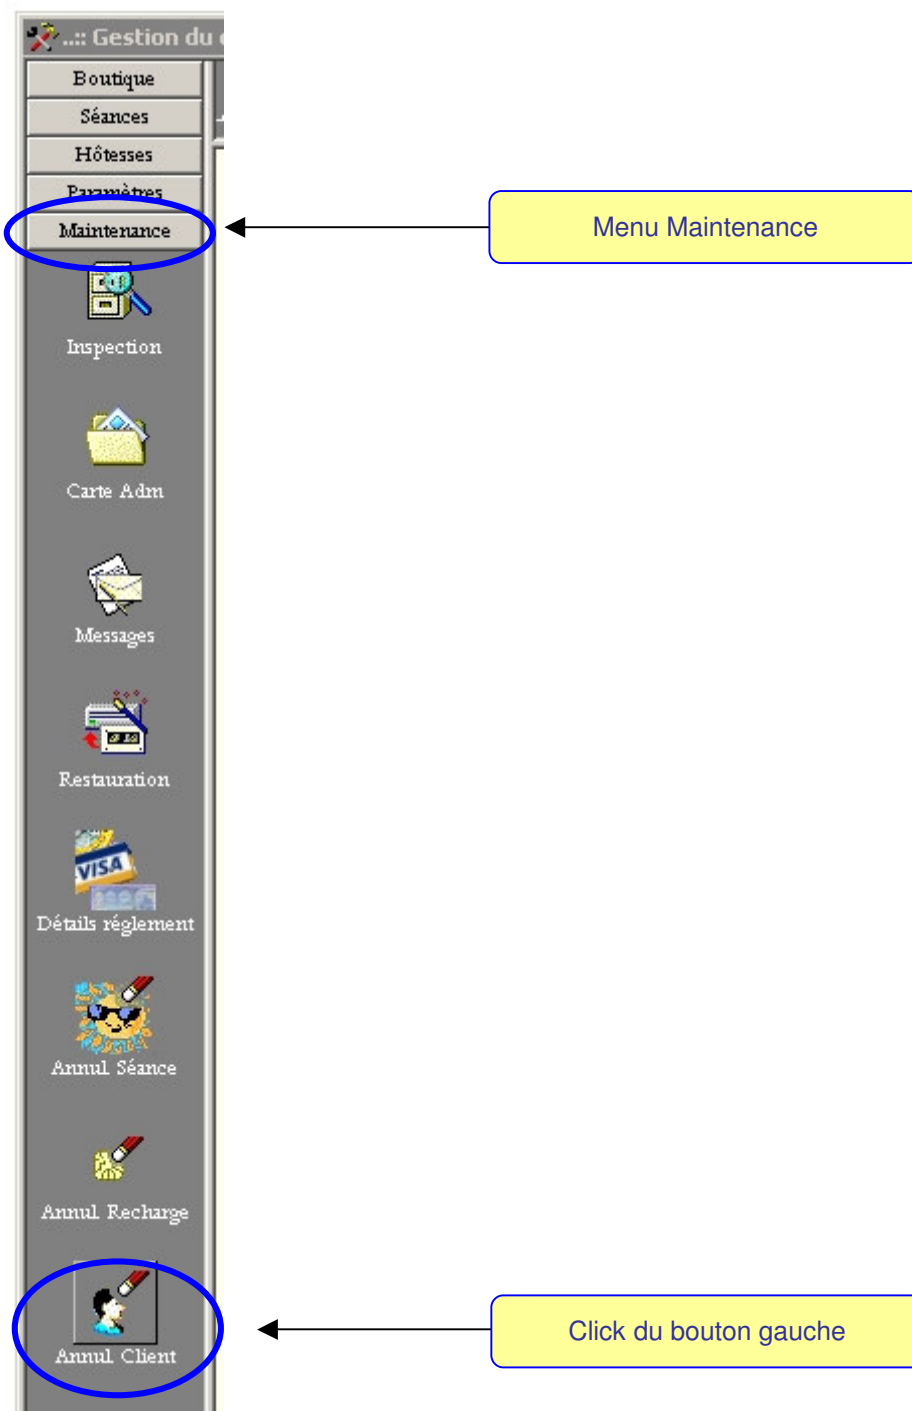 ..:: Gestion du
Boutique
Séances
Hôtesses
Paramètres
Maintenance
Menu Maintenance
Inspection
Carte Adm
Messages
Restauration
VISA
Détails réglement
Annul. Séance
Annul. Recharge
Annul. Client
Click du bouton gauche